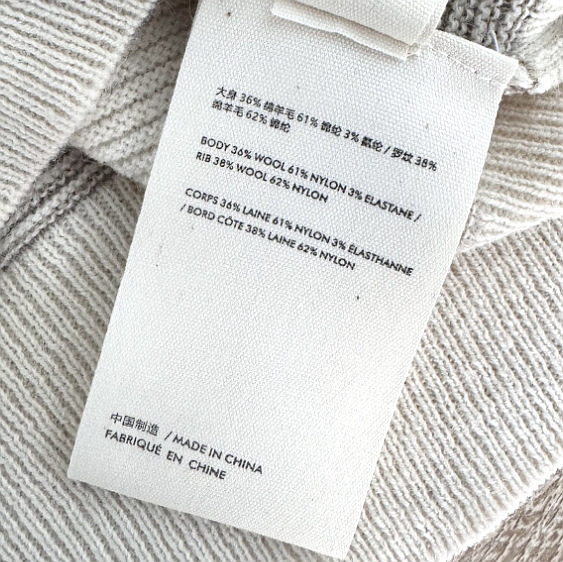 大身 36% 绵羊毛 61% 锦纶 3% 氨纶 / 罗纹 38%
绵羊毛 62% 锦纶
BODY 36% WOOL 61% NYLON 3% ELASTANE /
RIB 38% WOOL 62% NYLON
CORPS 36% LAINE 61% NYLON 3% ÉLASTHANNE
/ BORD CÔTE 38% LAINE 62% NYLON
中国制造 / MADE IN CHINA
FABRIQUÉ EN CHINE